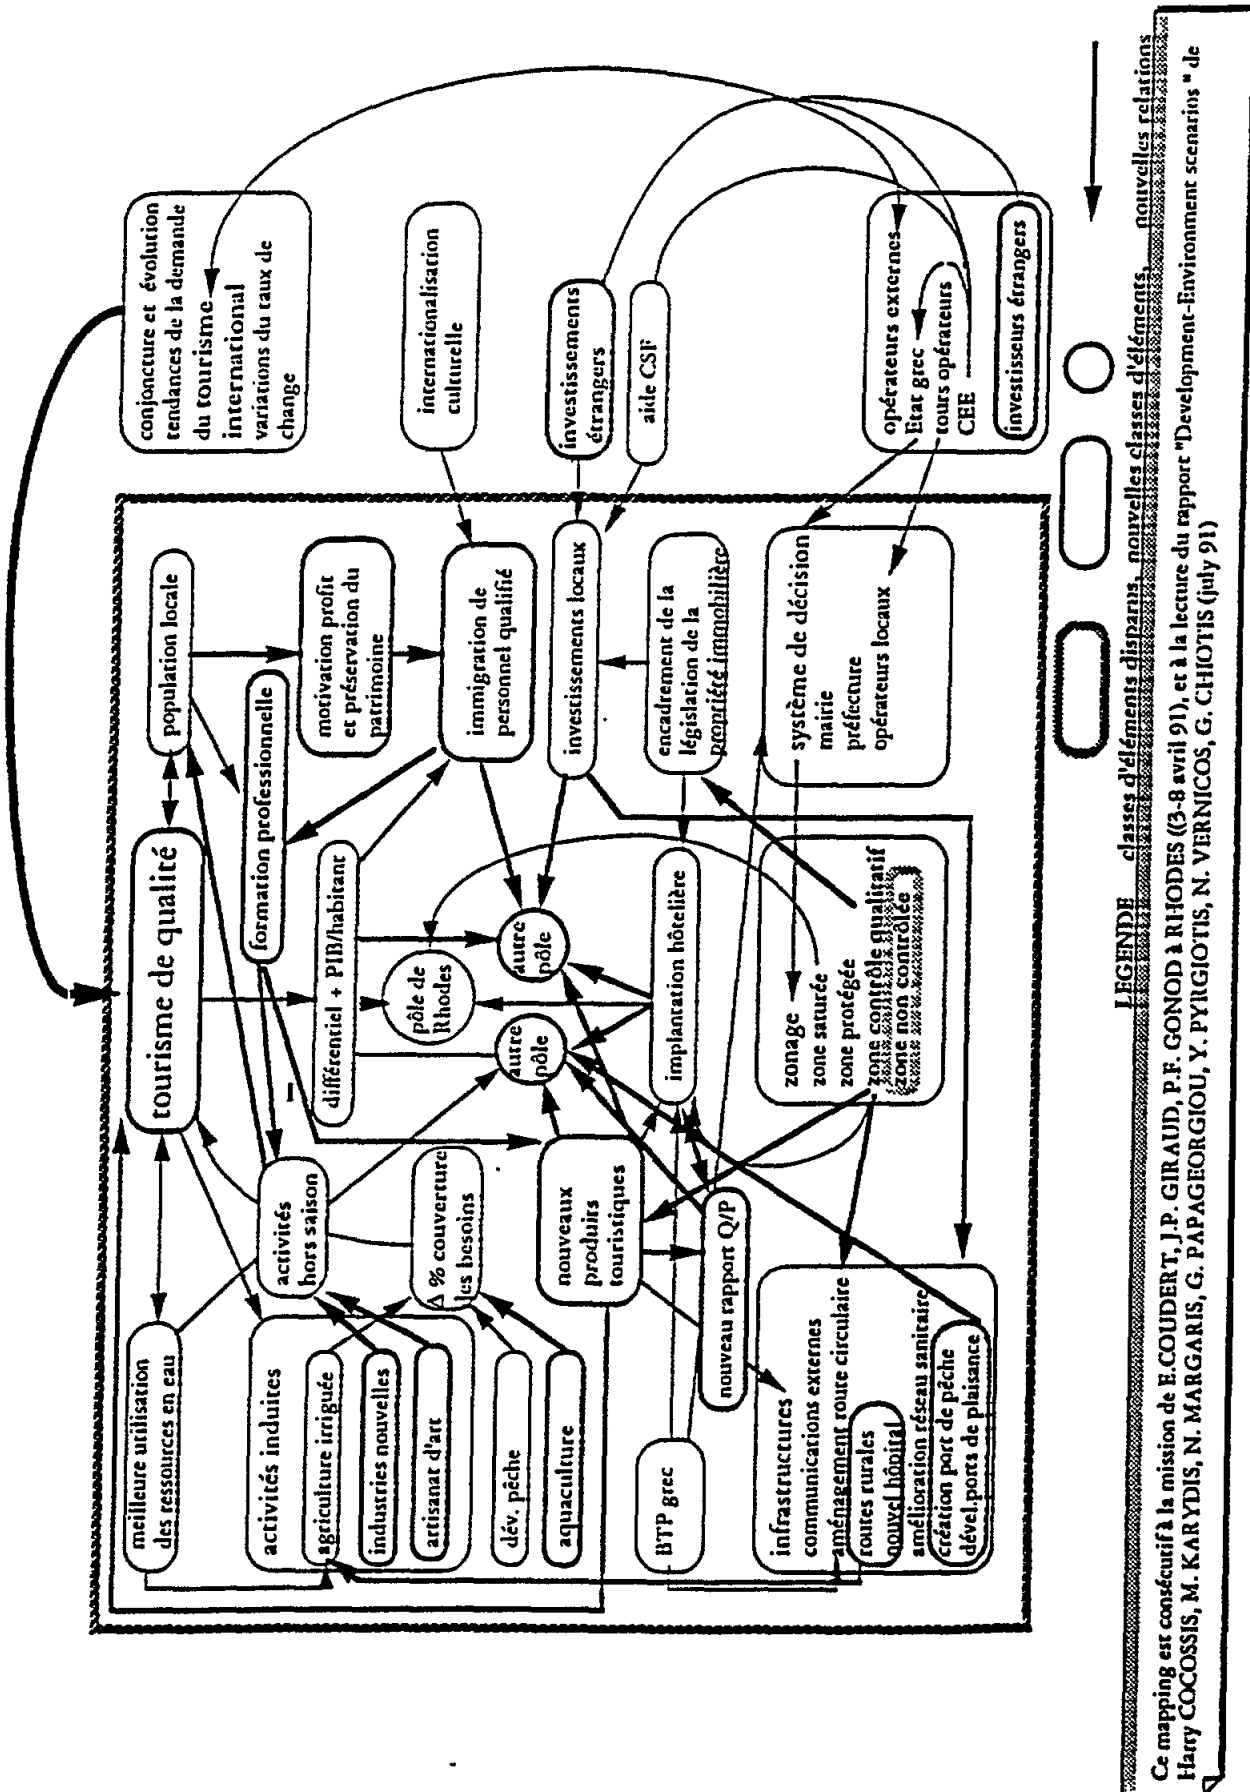 meilleure utilisation
des ressources en eau
activités induites
agriculture irriguée
industries nouvelles
artisanat d'art
dév. pêche
aquaculture
BTP grec
infrastructures
communications externes
aménagement route circulaire
routes rurales
nouvel hôpital
amélioration réseau sanitaire
création port de pêche
dével.ports de plaisance
tourisme de qualité
activités
hors saison
Δ % couverture
les besoins
nouveaux
produits
touristiques
nouveau rapport Q/P
formation professionnelle
différentiel + PIB/habitant
pôle de
Rhodes
autre
pôle
autre
pôle
implantation hôtelière
zonage
zone saturée
zone protégée
zone contrôle qualitatif
zone non contrôlée
population locale
motivation profit
et préservation du
patrimoine
immigration de
personnel qualifié
investissements locaux
encadrement de la
législation de la
propriété immobilière
système de décision
mairie
préfecture
opérateurs locaux
conjoncture et évolution
tendances de la demande
du tourisme
international
variations du taux de
change
internationalisation
culturelle
investissements
étrangers
aide CSF
opérateurs externes
Etat grec
tours opérateurs
CEE
investisseurs étrangers
LEGENDE classes d'éléments disparus, nouvelles classes d'éléments, nouvelles relations
Ce mapping est consécutif à la mission de E.COUDERT, J.P. GIRAUD, P.F. GONOD à RHODES ((3-8 avril 91), et à la lecture du rapport "Development-Environment scenarios " de
Harry COCOSSIS, M. KARYDIS, N. MARGARIS, G. PAPAGEORGIOU, Y. PYRGIOTIS, N. VERNICOS, G. CHIOTIS (july 91)